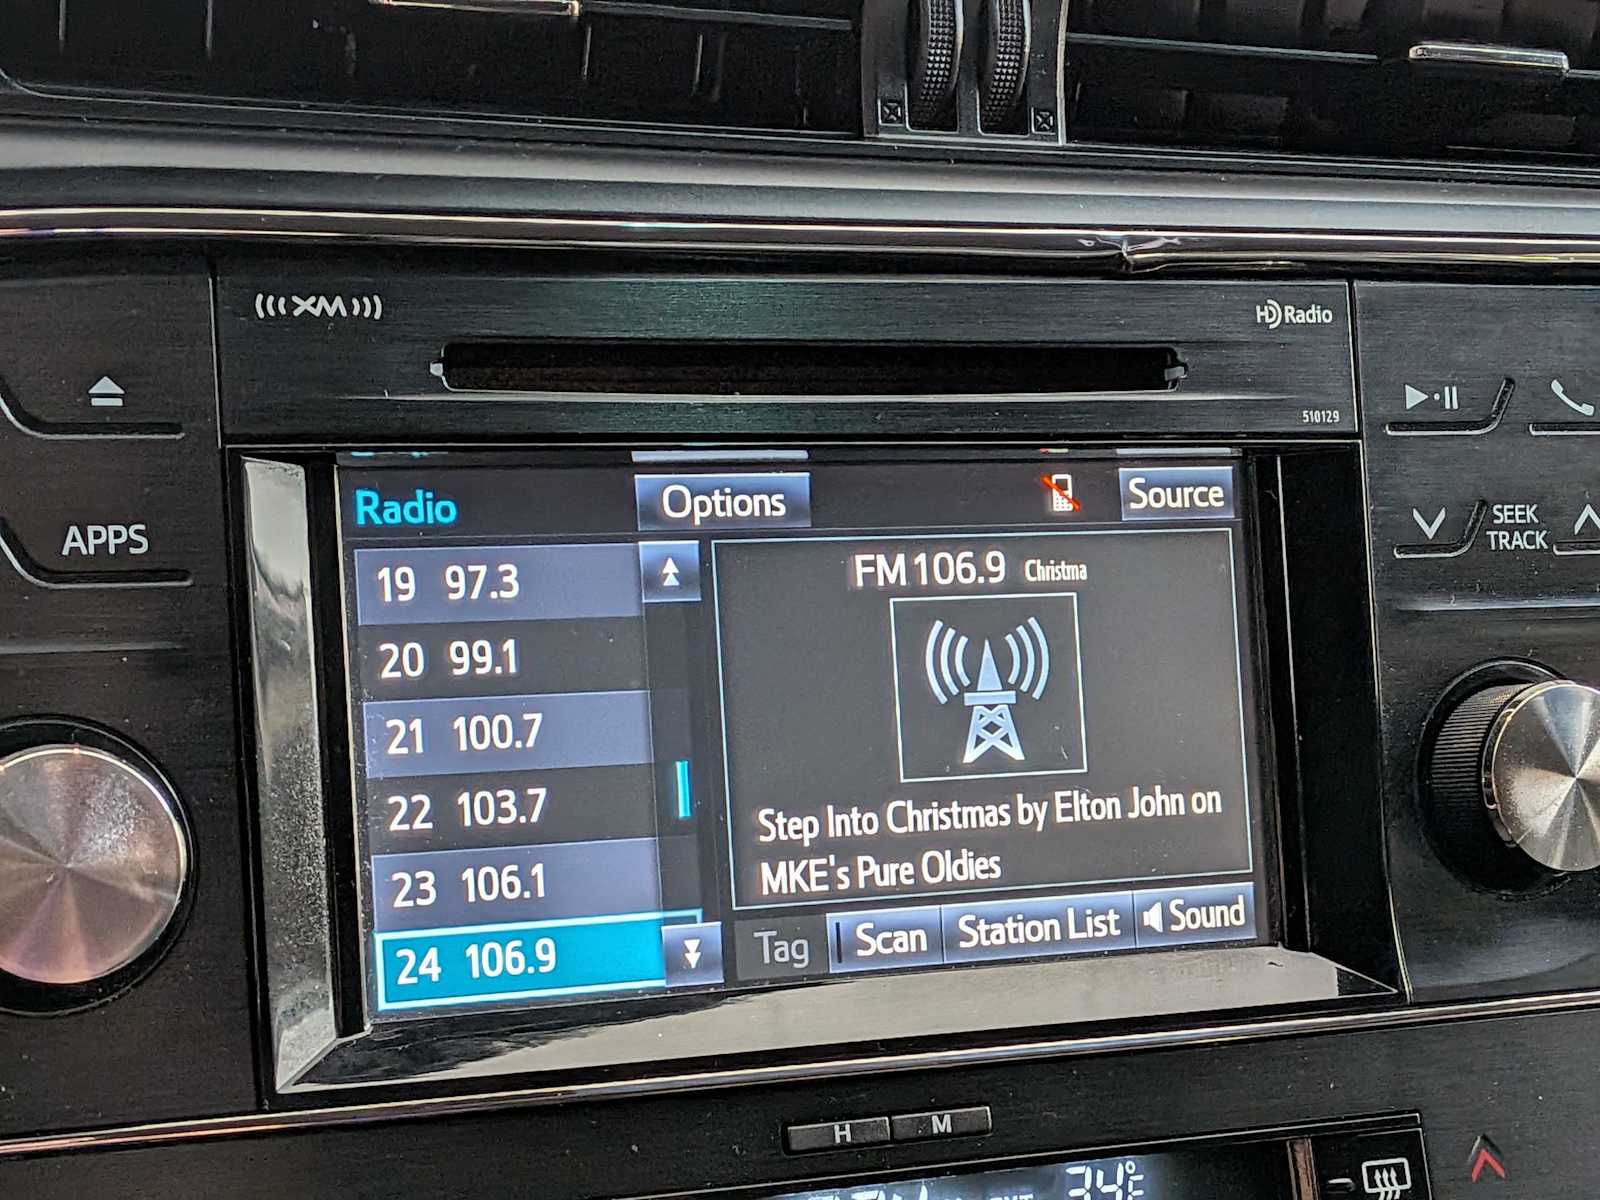 XM
HD Radio
510129
APPS
SEEK
TRACK
Radio
Options
Source
19 97.3
20 99.1
21 100.7
22 103.7
23 106.1
24 106.9
FM 106.9 Christma
Step Into Christmas by Elton John on
MKE's Pure Oldies
Tag
Scan
Station List
Sound
H
M
34°F